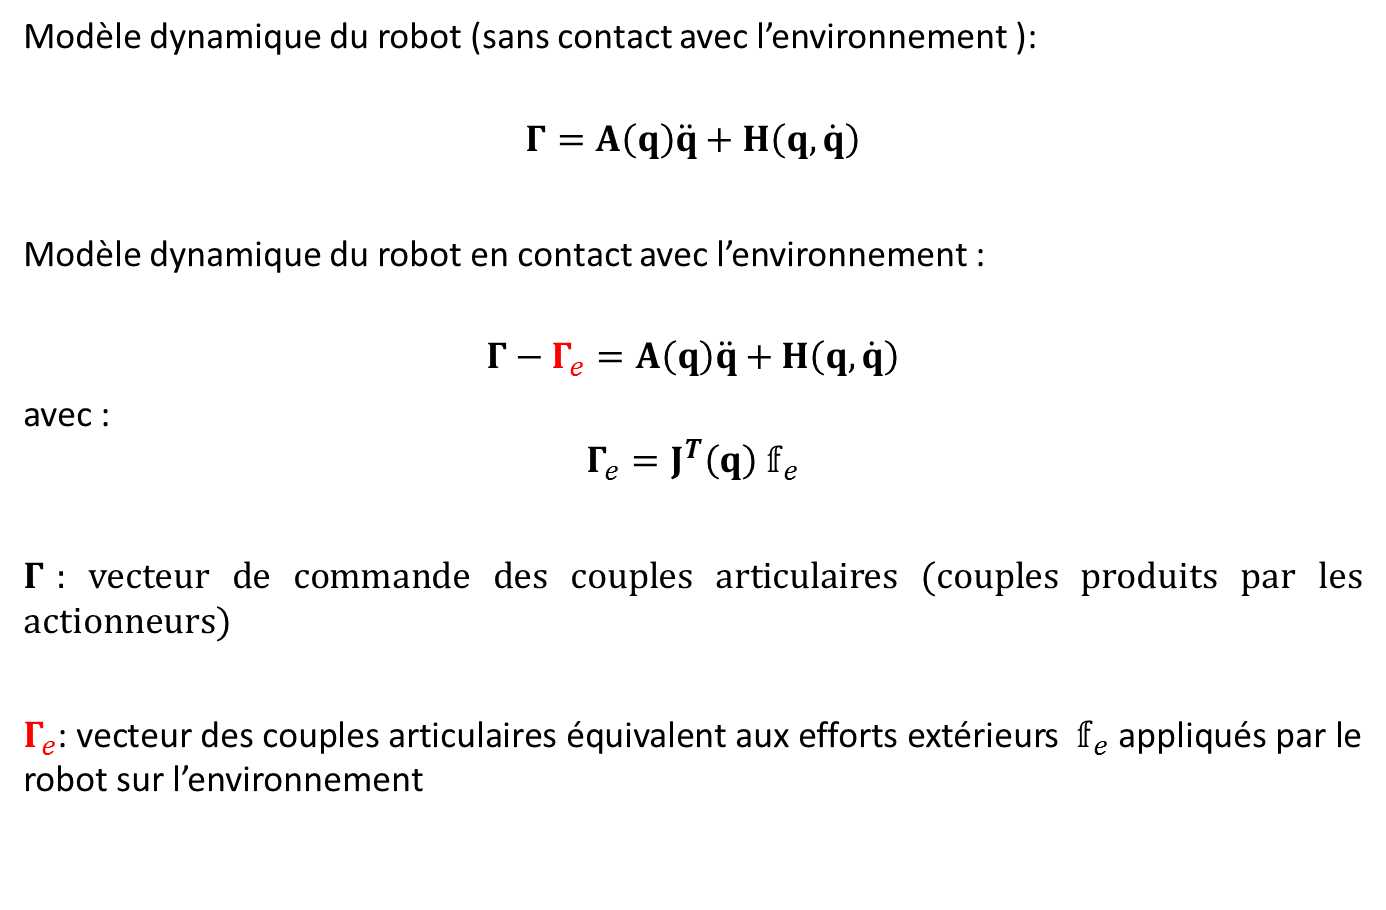 Modèle dynamique du robot (sans contact avec l’environnement ):
𝚪 = 𝐀(𝐪)𝐪̈ + 𝐇(𝐪, 𝐪̇)
Modèle dynamique du robot en contact avec l’environnement :
𝚪 − 𝚪ₑ = 𝐀(𝐪)𝐪̈ + 𝐇(𝐪, 𝐪̇)
avec :
𝚪ₑ = 𝐉ᵀ(𝐪) 𝕗ₑ
𝚪 : vecteur de commande des couples articulaires (couples produits par les
actionneurs)
𝚪ₑ: vecteur des couples articulaires équivalent aux efforts extérieurs 𝕗ₑ appliqués par le
robot sur l’environnement